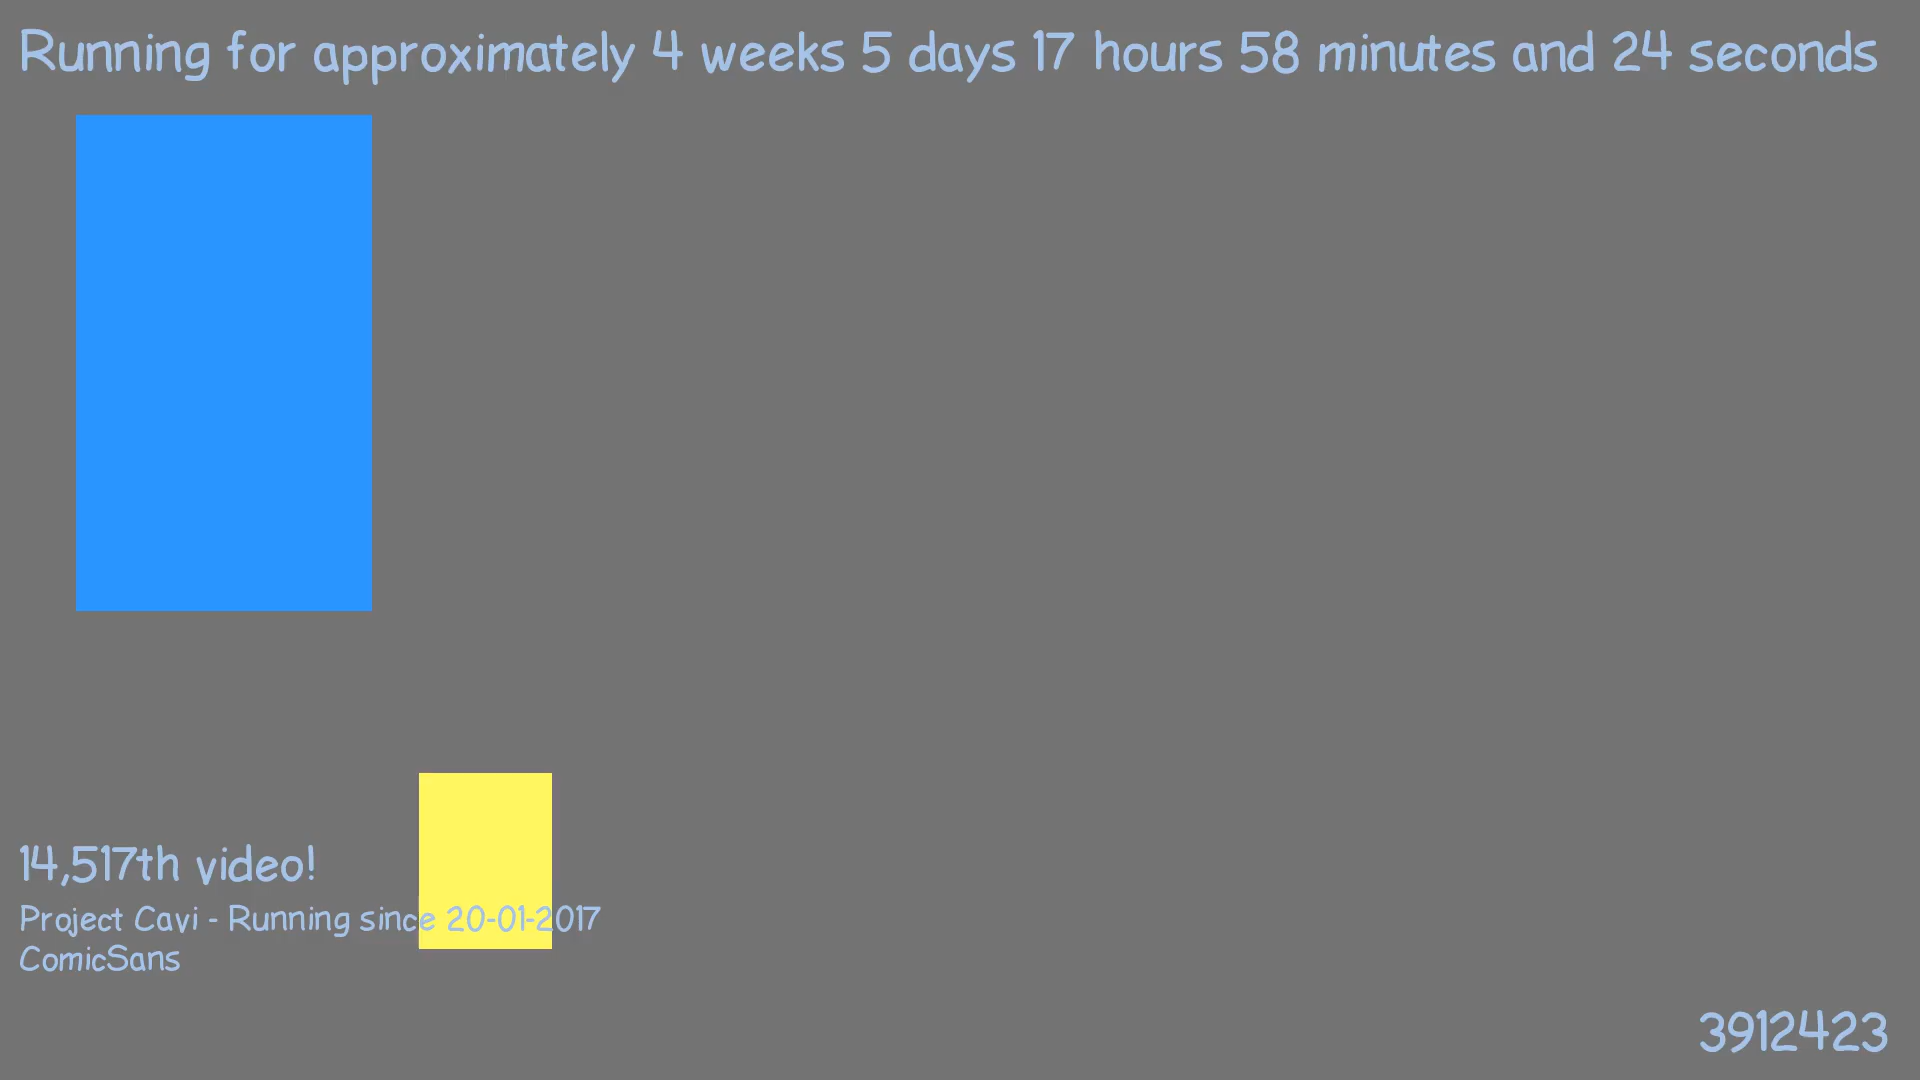 Running for approximately 4 weeks 5 days 17 hours 58 minutes and 24 seconds
14,517th video!
Project Cavi - Running since 20-01-2017
ComicSans
3912423